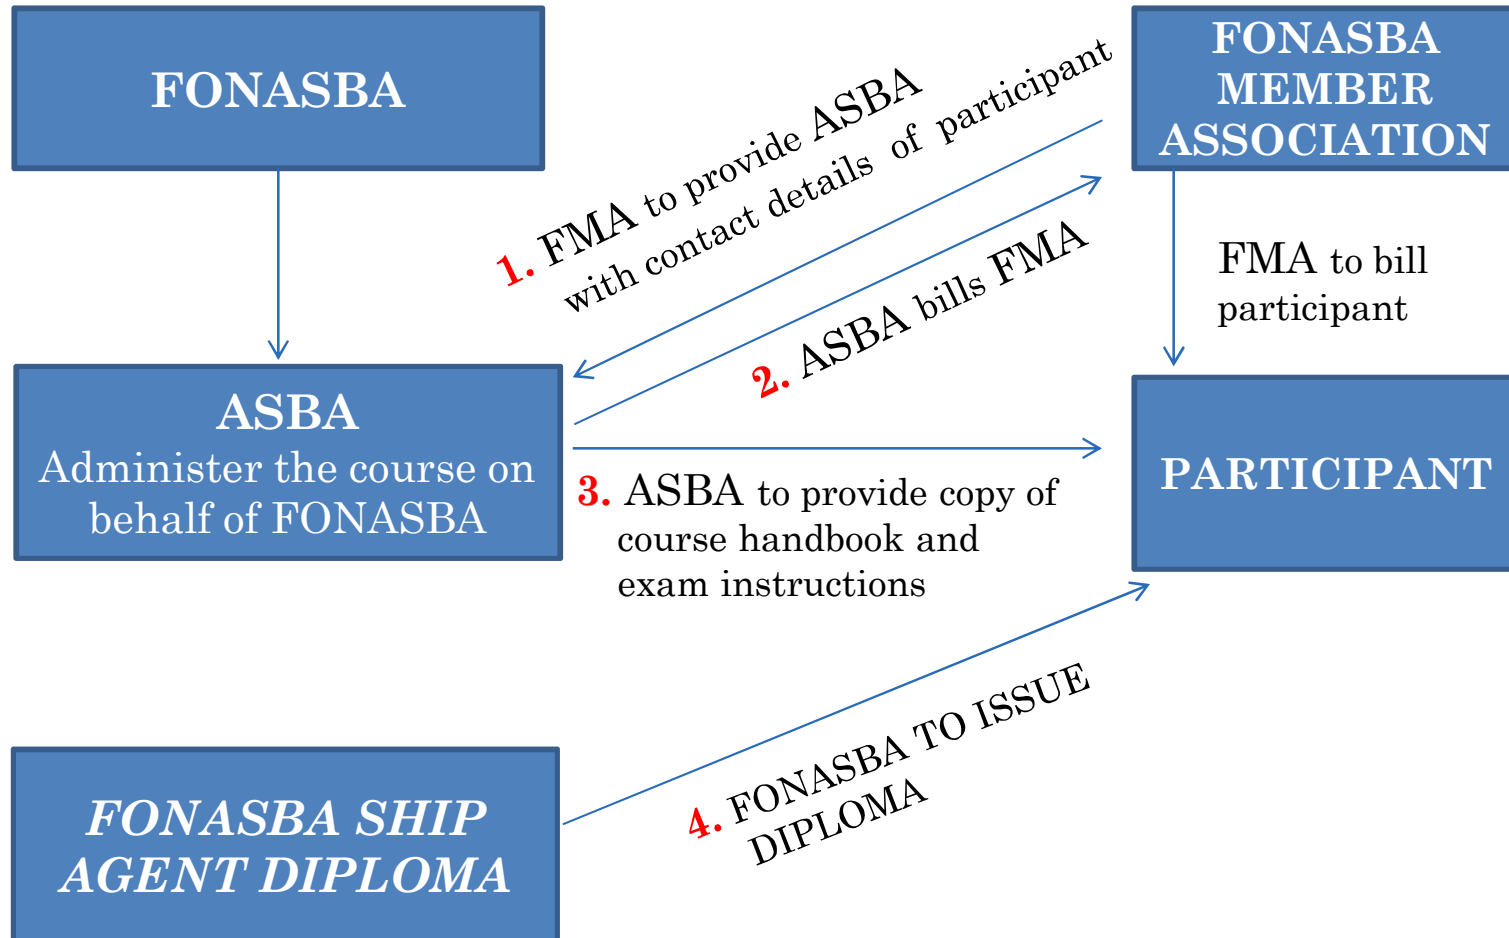 FONASBA
FONASBA
MEMBER
ASSOCIATION
1. FMA to provide ASBA
with contact details of participant
2. ASBA bills FMA
FMA to bill
participant
ASBA
Administer the course on
behalf of FONASBA
3. ASBA to provide copy of
course handbook and
exam instructions
PARTICIPANT
4. FONASBA TO ISSUE
DIPLOMA
FONASBA SHIP
AGENT DIPLOMA